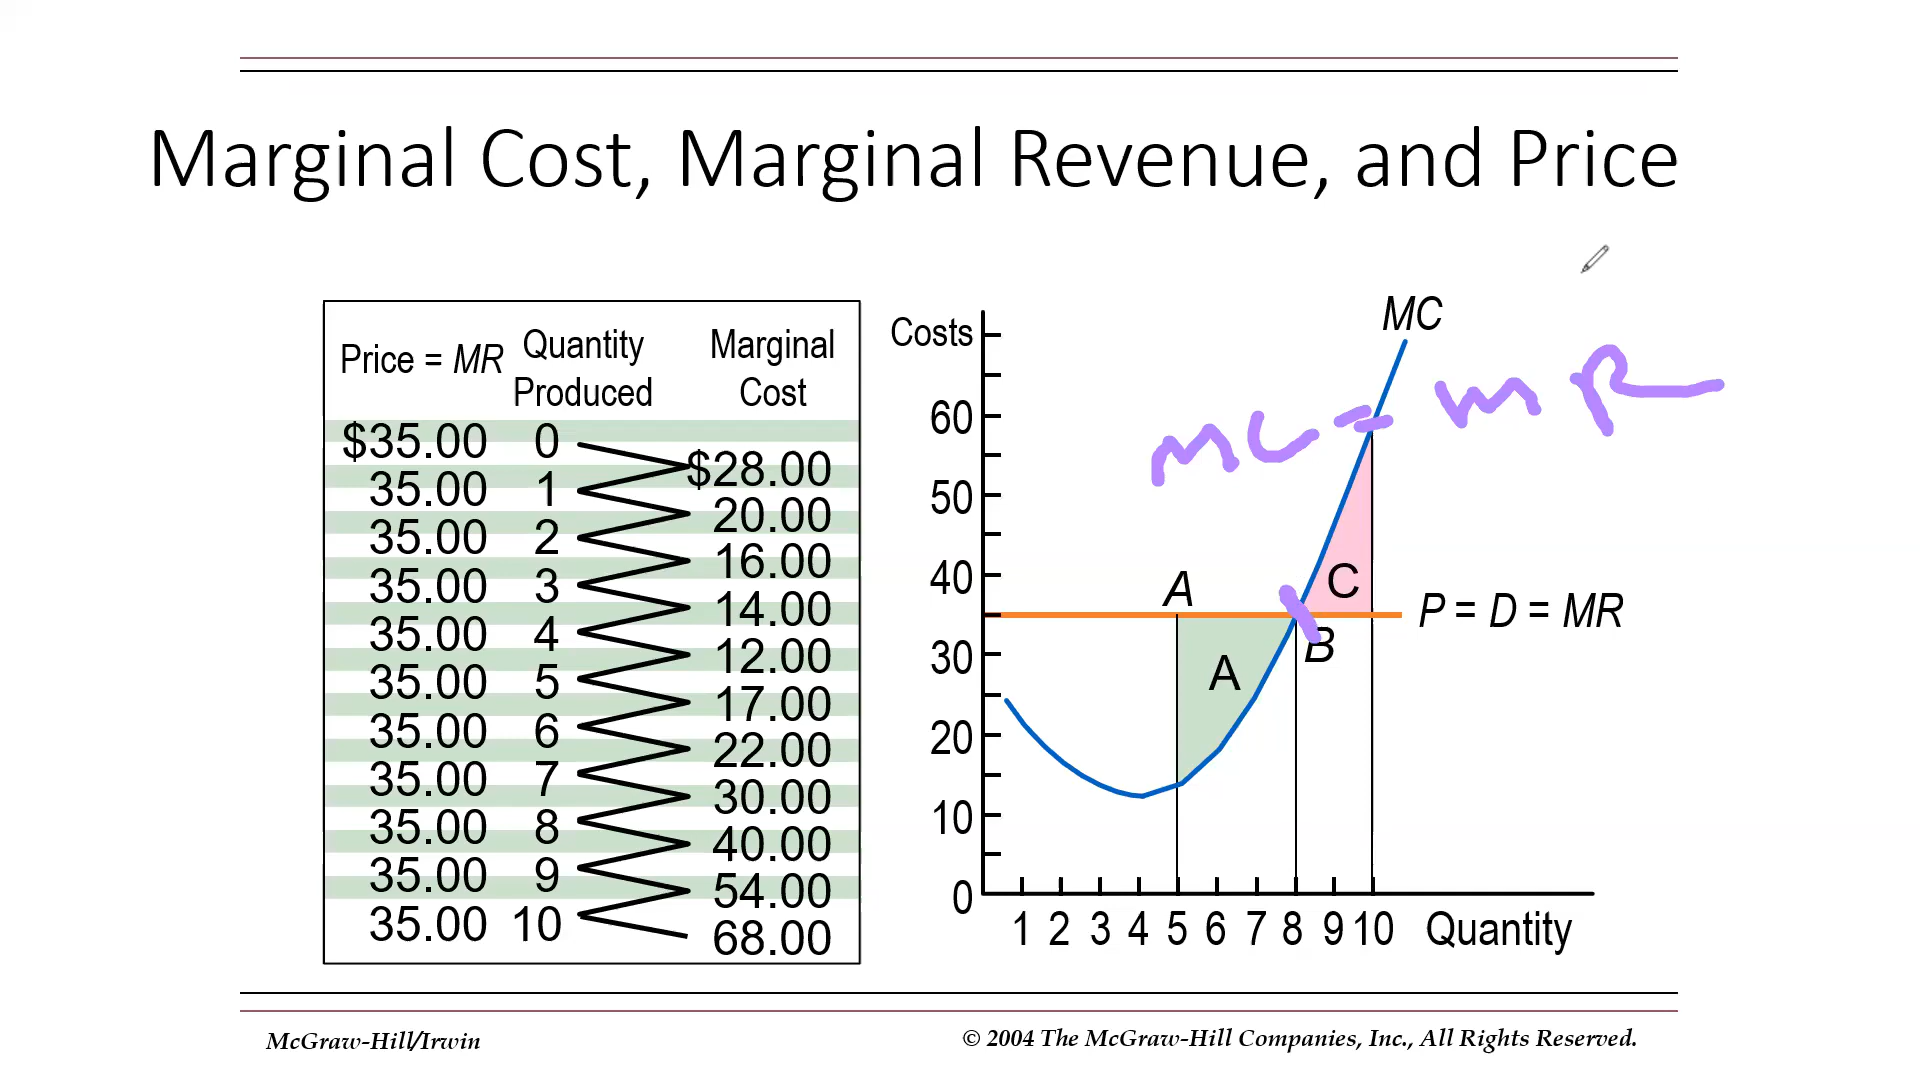 Marginal Cost, Marginal Revenue, and Price
Price = MR Quantity Produced Marginal Cost
$35.00 0
$28.00
35.00 1
20.00
35.00 2
16.00
35.00 3
14.00
35.00 4
12.00
35.00 5
17.00
35.00 6
22.00
35.00 7
30.00
35.00 8
40.00
35.00 9
54.00
35.00 10
68.00
Costs
MC
MC = MR
60
50
40
30
20
10
0
A
C
P = D = MR
B
A
1 2 3 4 5 6 7 8 9 10 Quantity
McGraw-Hill/Irwin
© 2004 The McGraw-Hill Companies, Inc., All Rights Reserved.